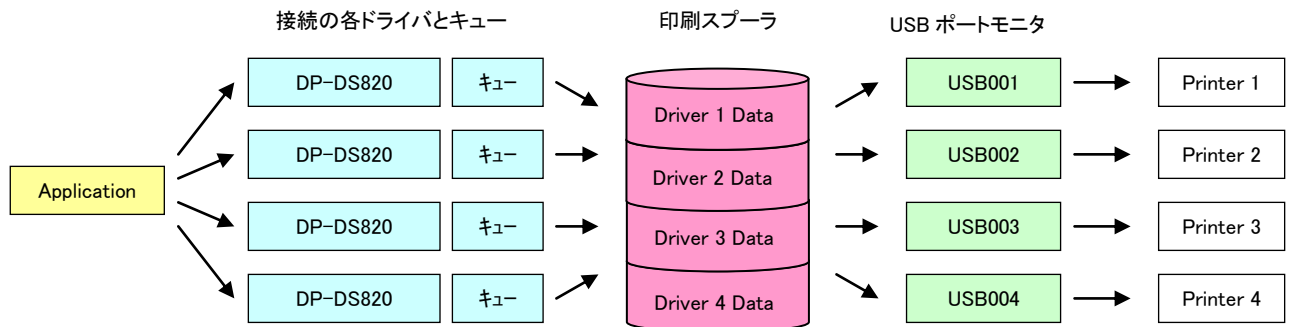 接続の各ドライバとキュー 印刷スプーラ USB ポートモニタ
DP-DS820 キュー Driver 1 Data USB001 Printer 1
DP-DS820 キュー Driver 2 Data USB002 Printer 2
Application
DP-DS820 キュー Driver 3 Data USB003 Printer 3
DP-DS820 キュー Driver 4 Data USB004 Printer 4